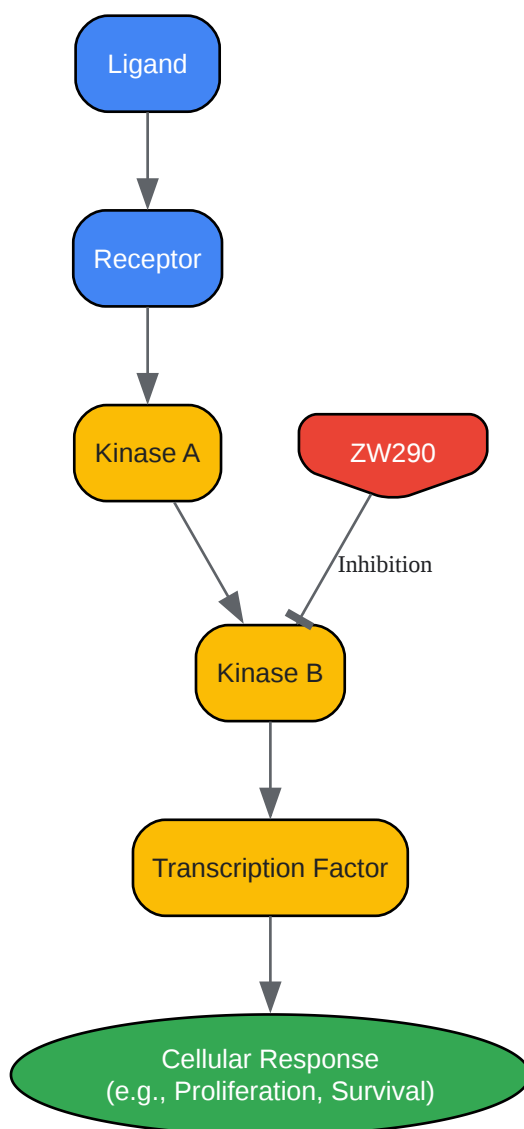 Ligand
Receptor
Kinase A
ZW290
Inhibition
Kinase B
Transcription Factor
Cellular Response
(e.g., Proliferation, Survival)